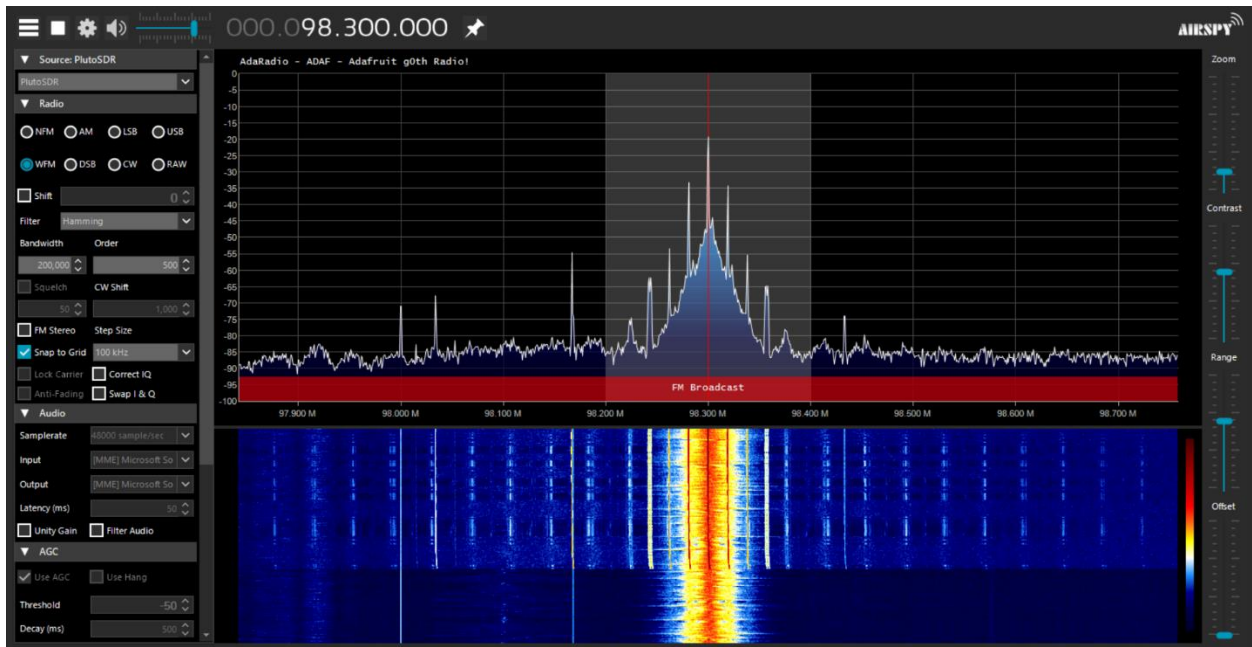 000.098.300.000
AIRSPY
Source: PlutoSDR
PlutoSDR
Radio
NFM AM LSB USB
WFM DSB CW RAW
Shift 0
Filter Hamming
Bandwidth Order
200,000 500
Squelch CW Shift
50 1,000
FM Stereo Step Size
Snap to Grid 100 kHz
Lock Carrier Correct IQ
Anti-Fading Swap I & Q
Audio
Samplerate 48000 sample/sec
Input [MME] Microsoft So
Output [MME] Microsoft So
Latency (ms) 50
Unity Gain Filter Audio
AGC
Use AGC Use Hang
Threshold -50
Decay (ms) 500
AdaRadio - ADAF - Adafruit g0th Radio!
0
-5
-10
-15
-20
-25
-30
-35
-40
-45
-50
-55
-60
-65
-70
-75
-80
-85
-90
-95
-100
FM Broadcast
97.900 M 98.000 M 98.100 M 98.200 M 98.300 M 98.400 M 98.500 M 98.600 M 98.700 M
Zoom
Contrast
Range
Offset